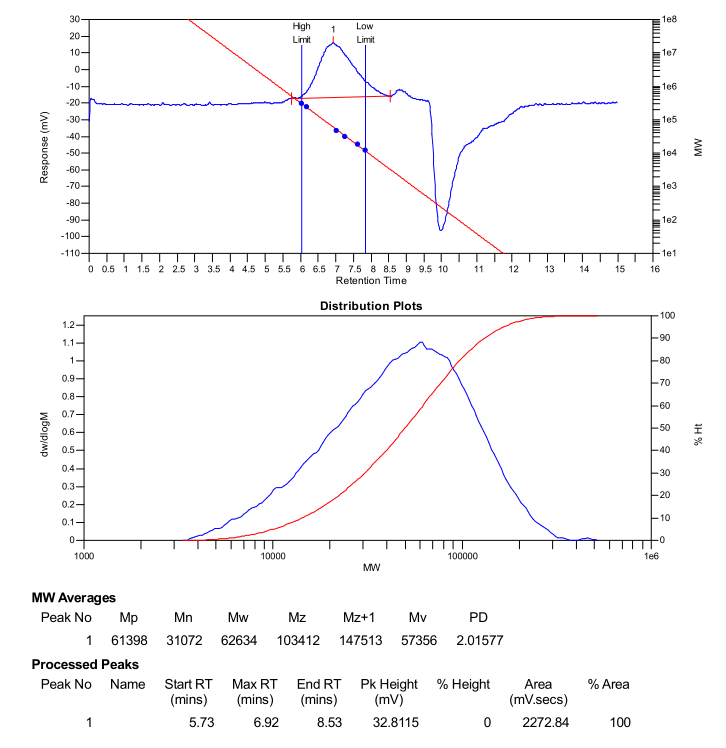 High Low
Limit 1 Limit
30 1e8
20
10 1e7
0
-10 1e6
-20
-30 1e5
-40
-50 1e4
-60
-70 1e3
-80
-90 1e2
-100
-110 1e1
Response (mV)
MW
0 0.5 1 1.5 2 2.5 3 3.5 4 4.5 5 5.5 6 6.5 7 7.5 8 8.5 9 9.5 10 11 12 13 14 15 16
Retention Time
Distribution Plots
1.2 100
1.1 90
1 80
0.9 70
0.8 60
0.7 50
0.6 40
0.5 30
0.4 20
0.3 10
0.2 0
0.1
0
dw/dlogM
% Ht
1000 10000 100000 1e6
MW
MW Averages
Peak No Mp Mn Mw Mz Mz+1 Mv PD
1 61398 31072 62634 103412 147513 57356 2.01577
Processed Peaks
Peak No Name Start RT Max RT End RT Pk Height % Height Area % Area
(mins) (mins) (mins) (mV) (mV.secs)
1 5.73 6.92 8.53 32.8115 0 2272.84 100